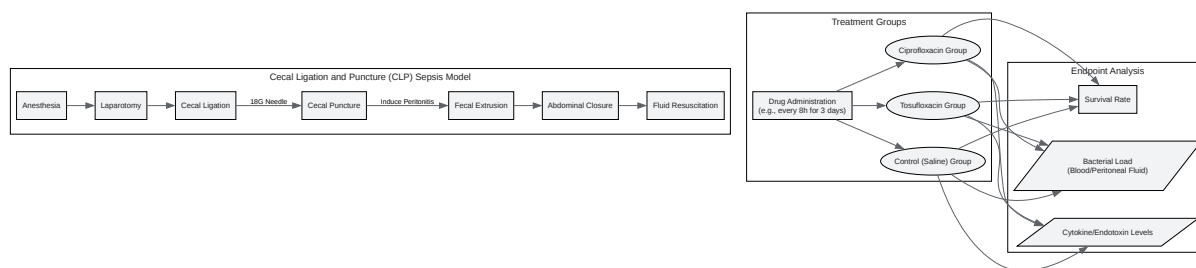 Cecal Ligation and Puncture (CLP) Sepsis Model
Anesthesia
Laparotomy
Cecal Ligation
18G Needle
Cecal Puncture
Induce Peritonitis
Fecal Extrusion
Abdominal Closure
Fluid Resuscitation
Treatment Groups
Drug Administration
(e.g., every 8h for 3 days)
Ciprofloxacin Group
Tosufloxacin Group
Control (Saline) Group
Endpoint Analysis
Survival Rate
Bacterial Load
(Blood/Peritoneal Fluid)
Cytokine/Endotoxin Levels